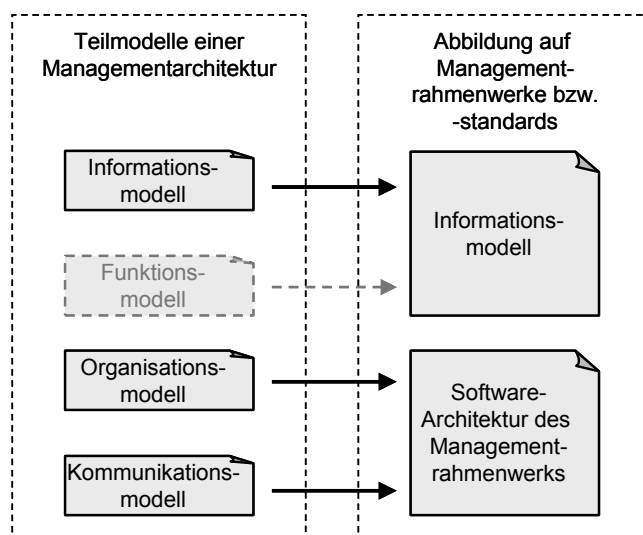 Teilmodelle einer
Managementarchitektur
Abbildung auf
Management-
rahmenwerke bzw.
-standards
Informations-
modell
Funktions-
modell
Organisations-
modell
Kommunikations-
modell
Informations-
modell
Software-
Architektur des
Management-
rahmenwerks